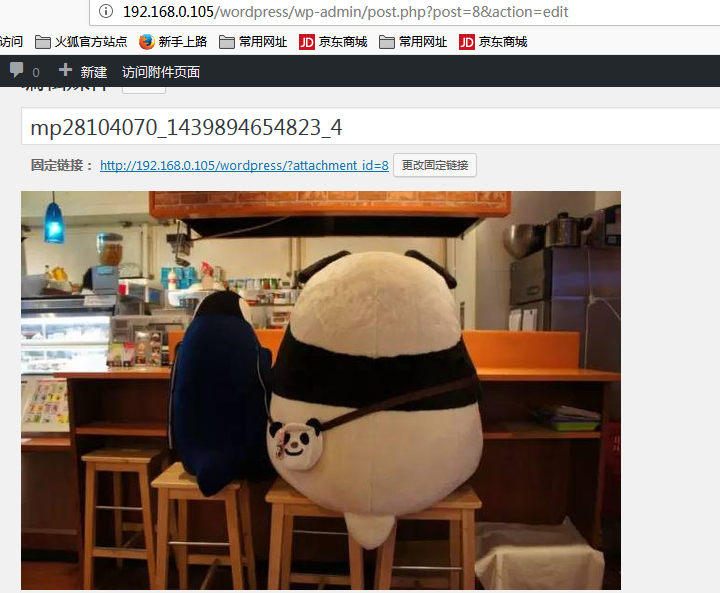 192.168.0.105/wordpress/wp-admin/post.php?post=8&action=edit
访问 火狐官方站点 新手上路 常用网址 JD 京东商城 常用网址 JD 京东商城
0 新建 访问附件页面
mp28104070_1439894654823_4
固定链接： http://192.168.0.105/wordpress/?attachment_id=8 更改固定链接